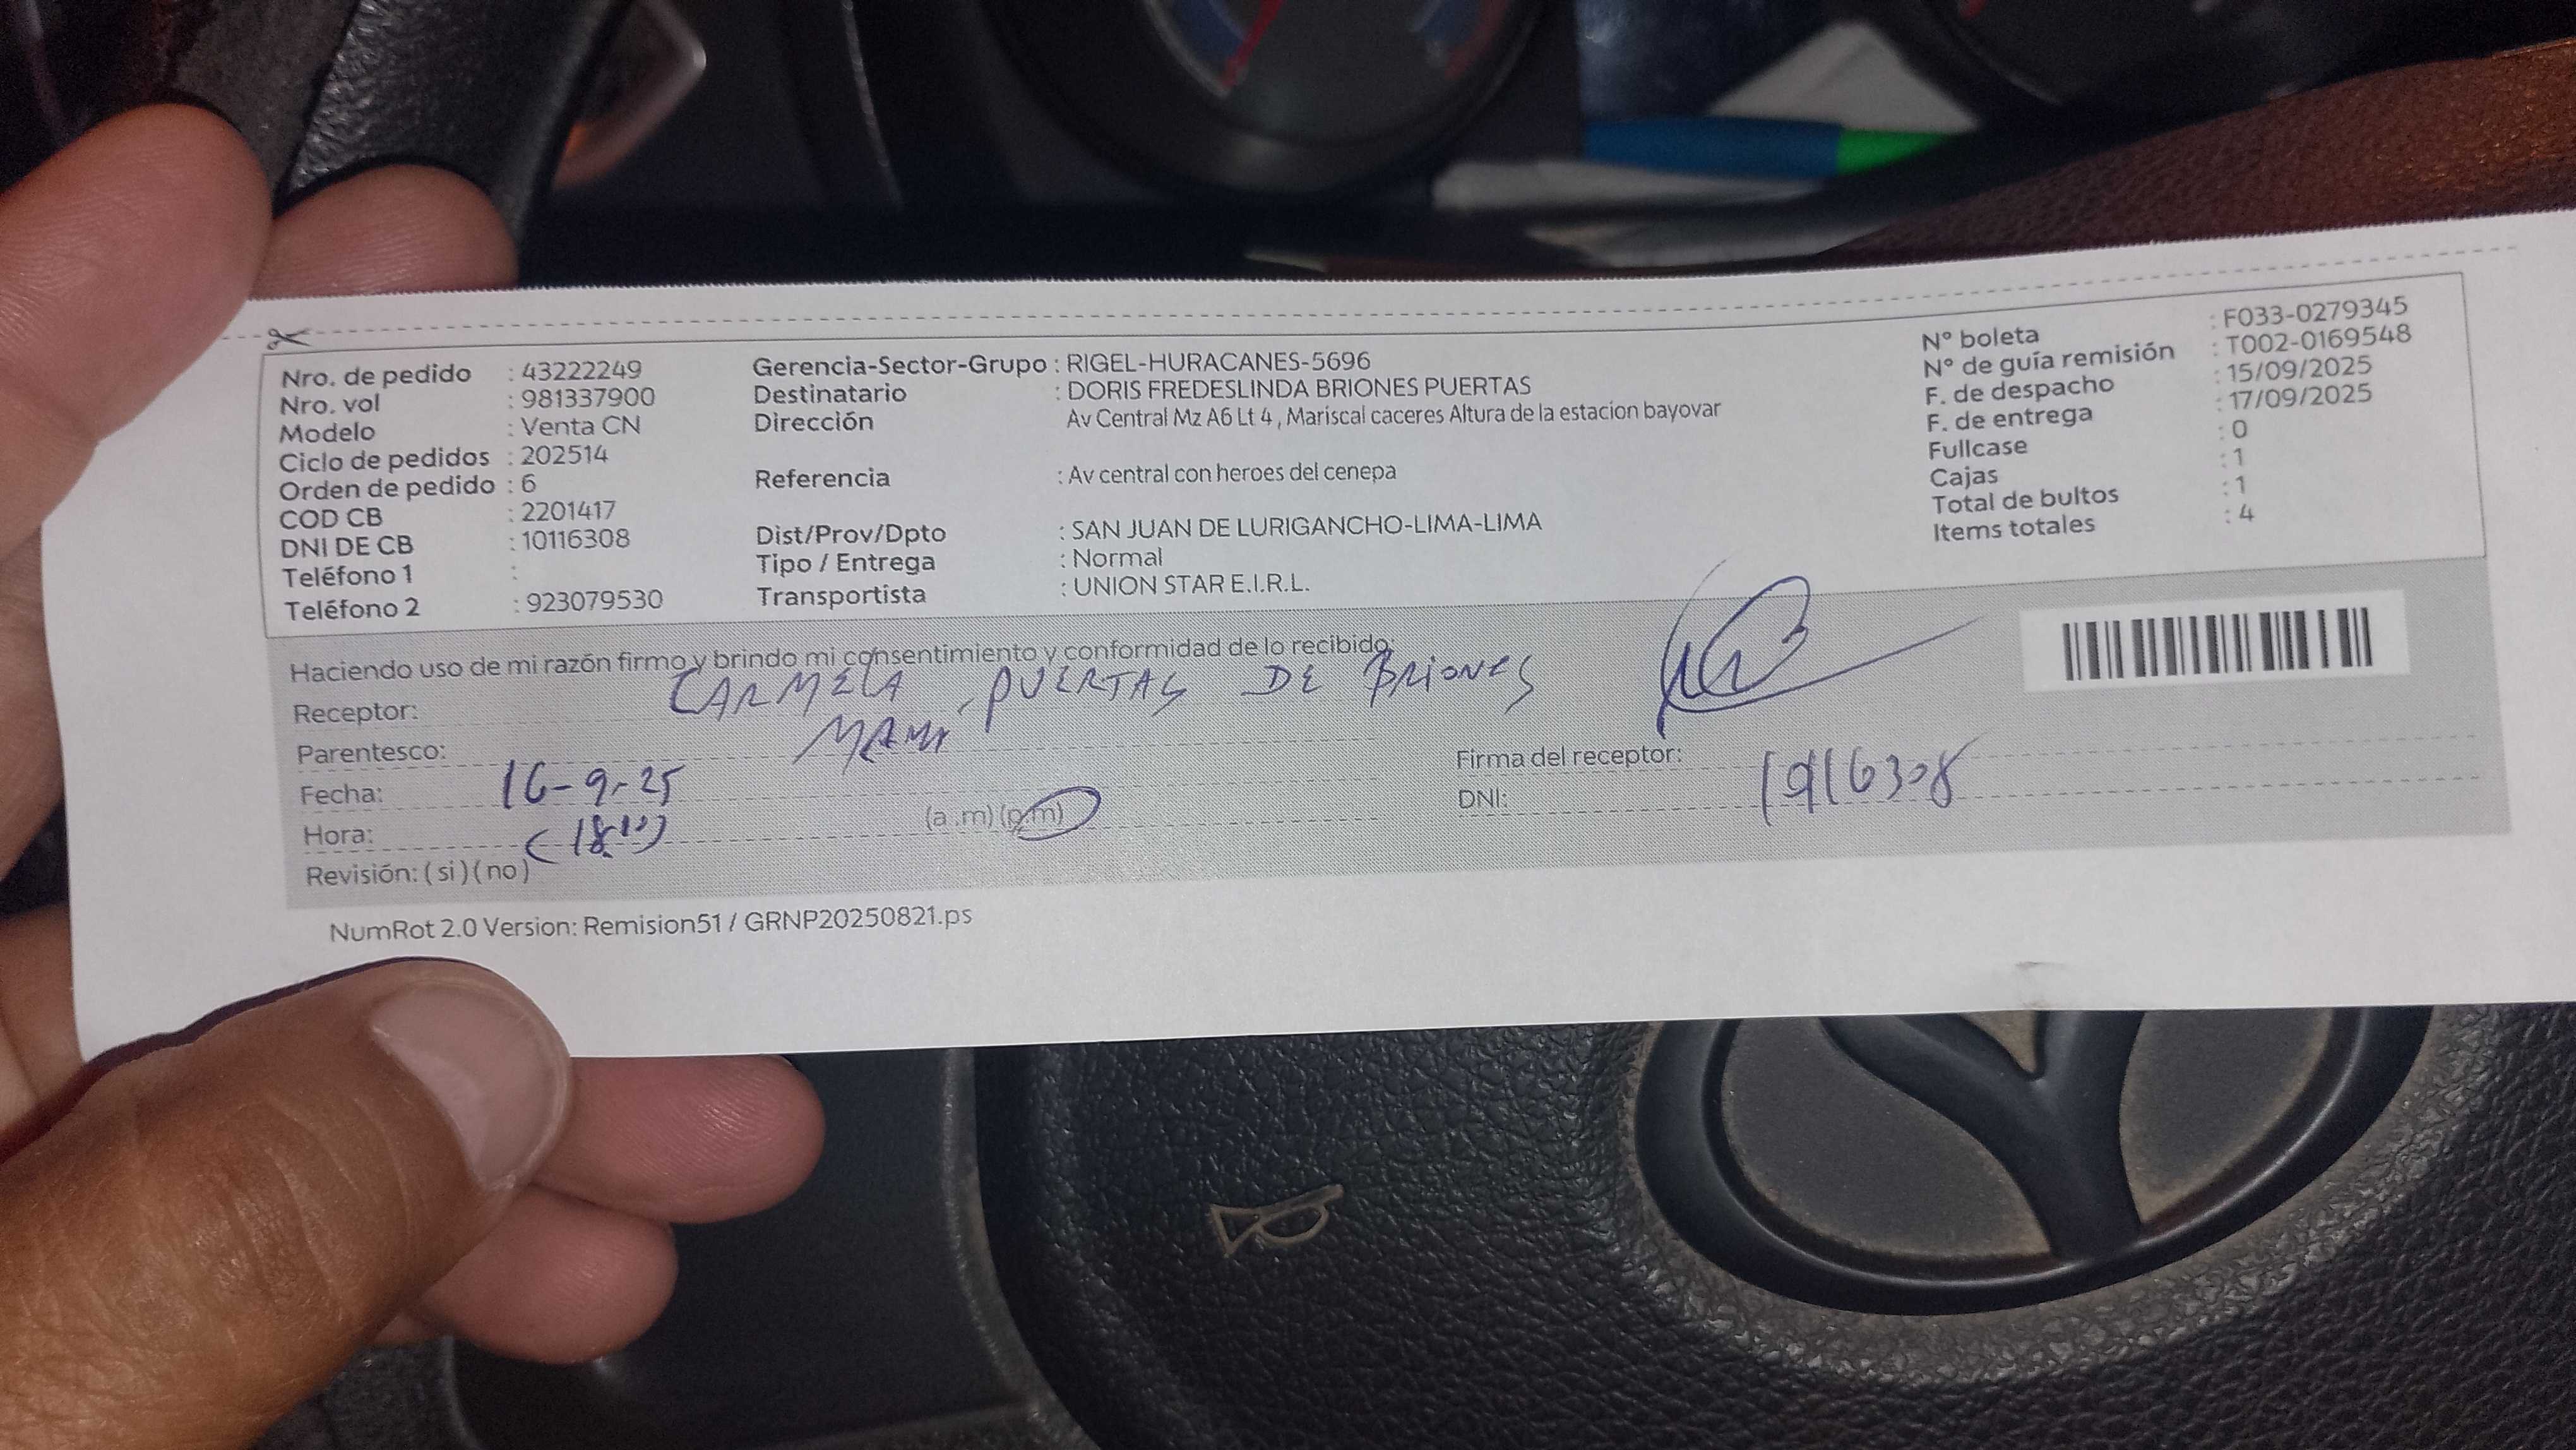 Nro. de pedido : 43222249
Nro. vol : 981337900
Modelo : Venta CN
Ciclo de pedidos : 202514
Orden de pedido : 6
COD CB : 2201417
DNI DE CB : 10116308
Teléfono 1 :
Teléfono 2 : 923079530
Gerencia-Sector-Grupo : RIGEL-HURACANES-5696
Destinatario : DORIS FREDESLINDA BRIONES PUERTAS
Dirección Av Central Mz A6 Lt 4 , Mariscal caceres Altura de la estacion bayovar
Referencia : Av central con heroes del cenepa
Dist/Prov/Dpto : SAN JUAN DE LURIGANCHO-LIMA-LIMA
Tipo / Entrega : Normal
Transportista : UNION STAR E.I.R.L.
N° boleta : F033-0279345
N° de guía remisión : T002-0169548
F. de despacho : 15/09/2025
F. de entrega : 17/09/2025
Fullcase : 0
Cajas : 1
Total de bultos : 1
Items totales : 4
Haciendo uso de mi razón firmo y brindo mi consentimiento y conformidad de lo recibido:
Receptor: CARMELA PUERTAS DE BRIONES
Parentesco: MAMI
Fecha: 16-9-25
Hora: (a .m) (p.m)
Revisión: ( si ) ( no )
Firma del receptor:
DNI:
NumRot 2.0 Version: Remision51 / GRNP20250821.ps